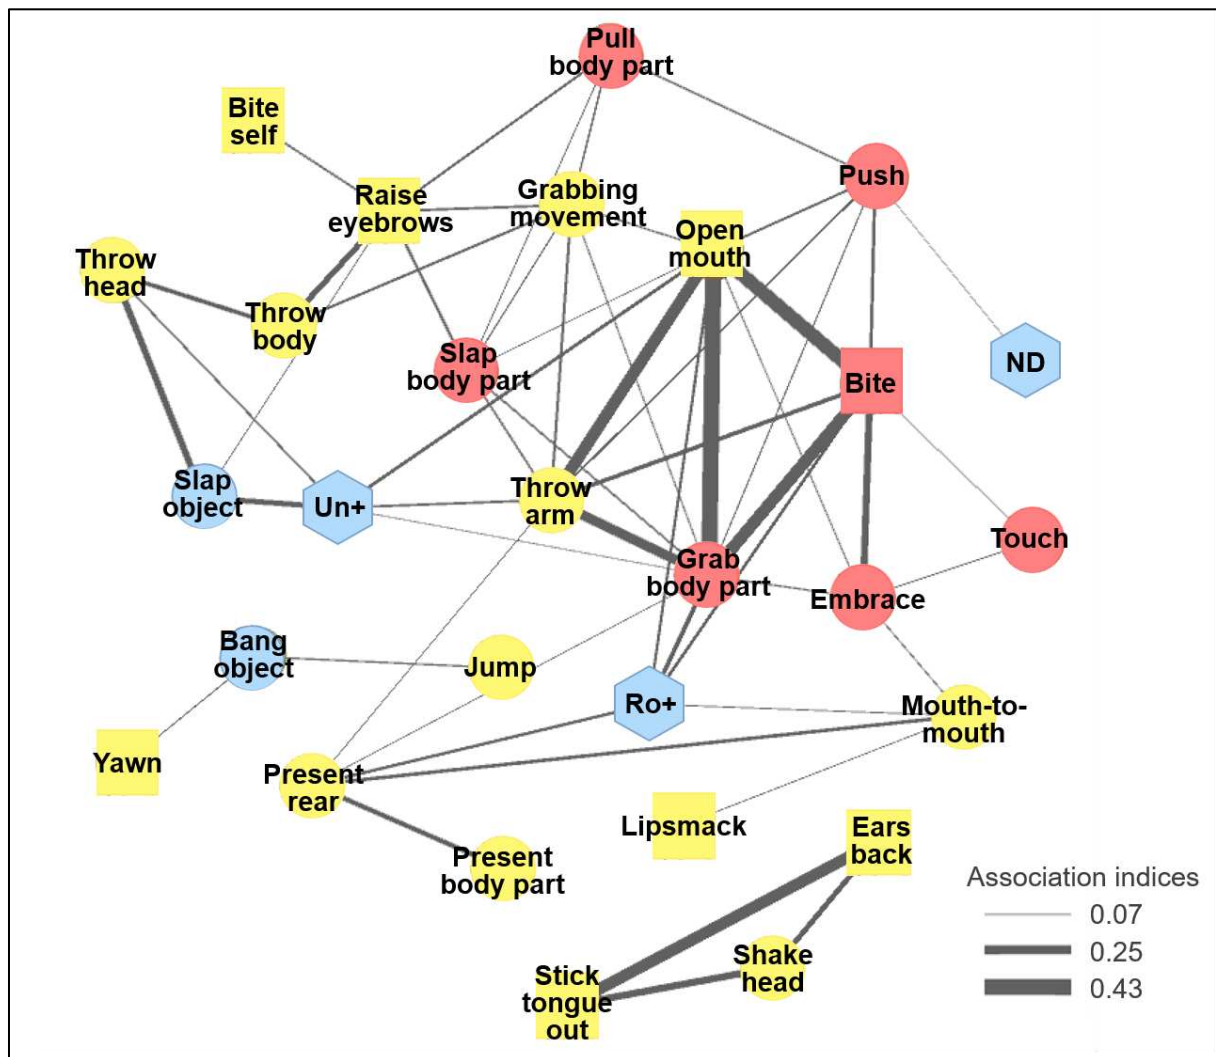 Pull
body part
Bite
self
Push
Raise
eyebrows
Grabbing
movement
Open
mouth
Throw
head
Throw
body
Slap
body part
ND
Bite
Slap
object
Un+
Throw
arm
Touch
Grab
body part
Embrace
Bang
object
Jump
Ro+
Mouth-to-
mouth
Yawn
Present
rear
Lipsmack
Ears
back
Present
body part
Association indices
0.07
0.25
0.43
Shake
head
Stick
tongue
out